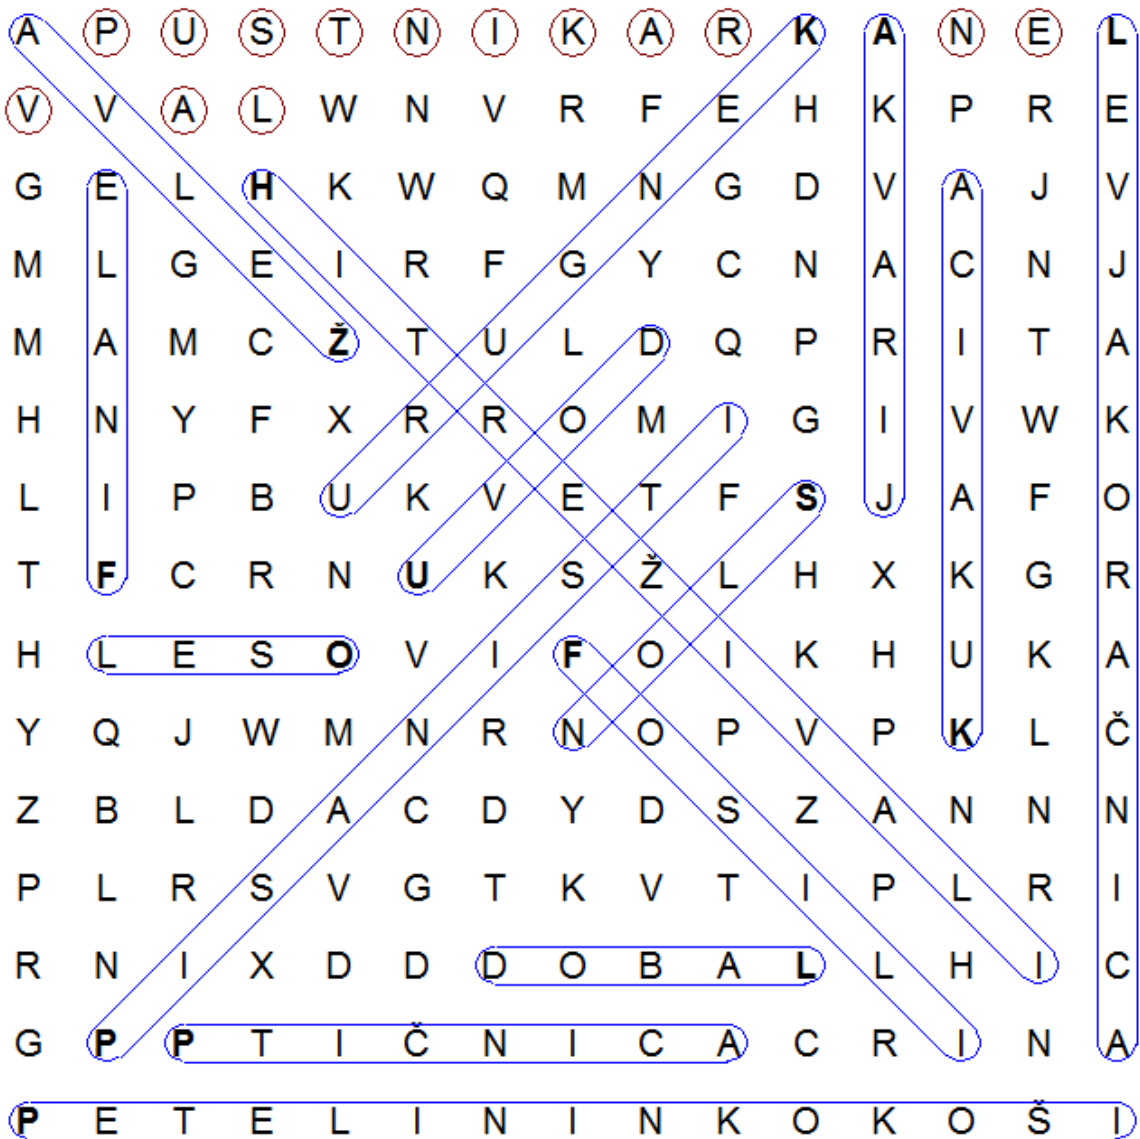 A P U S T N I K A R K A N E L
V V A L W N V R F E H K P R E
G E L H K W Q M N G D V A J V
M L G E I R F G Y C N A C N J
M A M C Ž T U L D Q P R I T A
H N Y F X R R O M I G I V W K
L I P B U K V E T F S J A F O
T F C R N U K S Ž L H X K G R
H L E S O V I F O I K H U K A
Y Q J W M N R N O P V P K L Č
Z B L D A C D Y D S Z A N N N
P L R S V G T K V T I P L R I
R N I X D D D O B A L L H I C
G P P T I Č N I C A C R I N A
P E T E L I N I N K O K O Š I